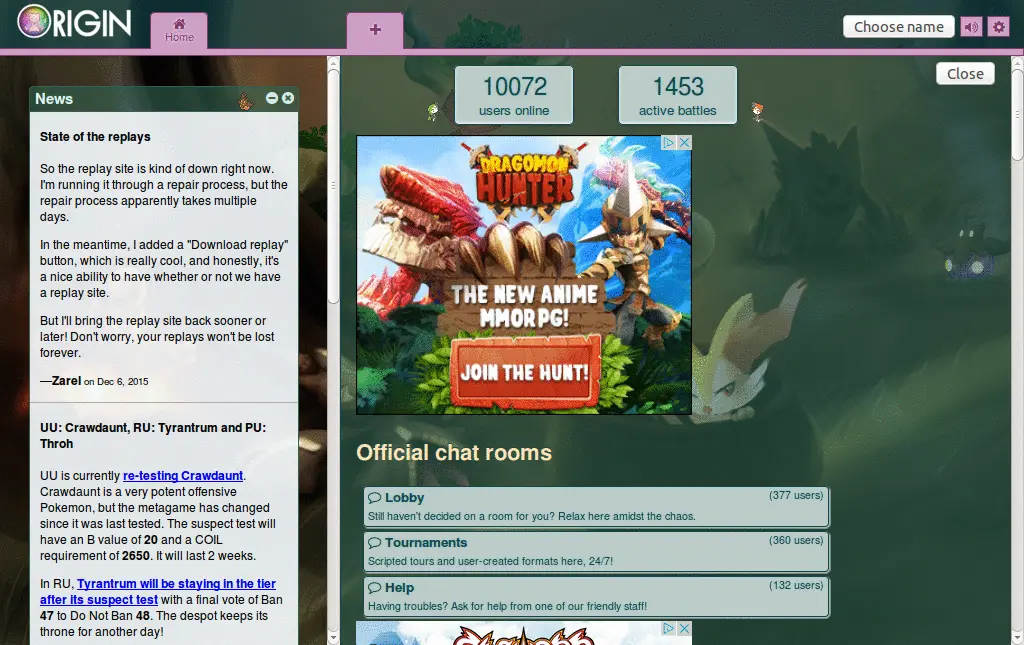 ORIGIN
Home
Choose name
News
State of the replays
So the replay site is kind of down right now.
I'm running it through a repair process, but the
repair process apparently takes multiple
days.
In the meantime, I added a "Download replay"
button, which is really cool, and honestly, it's
a nice ability to have whether or not we have
a replay site.
But I'll bring the replay site back sooner or
later! Don't worry, your replays won't be lost
forever.
—Zarel on Dec 6, 2015
UU: Crawdaunt, RU: Tyrantrum and PU:
Throh
UU is currently re-testing Crawdaunt.
Crawdaunt is a very potent offensive
Pokemon, but the metagame has changed
since it was last tested. The suspect test will
have an B value of 20 and a COIL
requirement of 2650. It will last 2 weeks.
In RU, Tyrantrum will be staying in the tier
after its suspect test with a final vote of Ban
47 to Do Not Ban 48. The despot keeps its
throne for another day!
10072
users online
1453
active battles
Close
DRAGOMON
HUNTER
THE NEW ANIME
MMORPG!
JOIN THE HUNT!
Official chat rooms
Lobby
(377 users)
Still haven't decided on a room for you? Relax here amidst the chaos.
Tournaments
(360 users)
Scripted tours and user-created formats here, 24/7!
Help
(132 users)
Having troubles? Ask for help from one of our friendly staff!